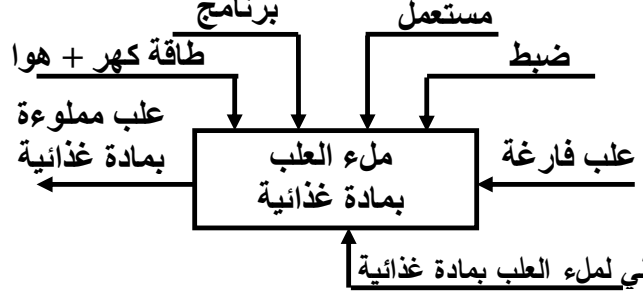 برنامج
مستعمل
طاقة كهر + هوا
ضبط
علب مملوءة
بمادة غذائية
ملء العلب
بمادة غذائية
علب فارغة
لملء العلب بمادة غذائية